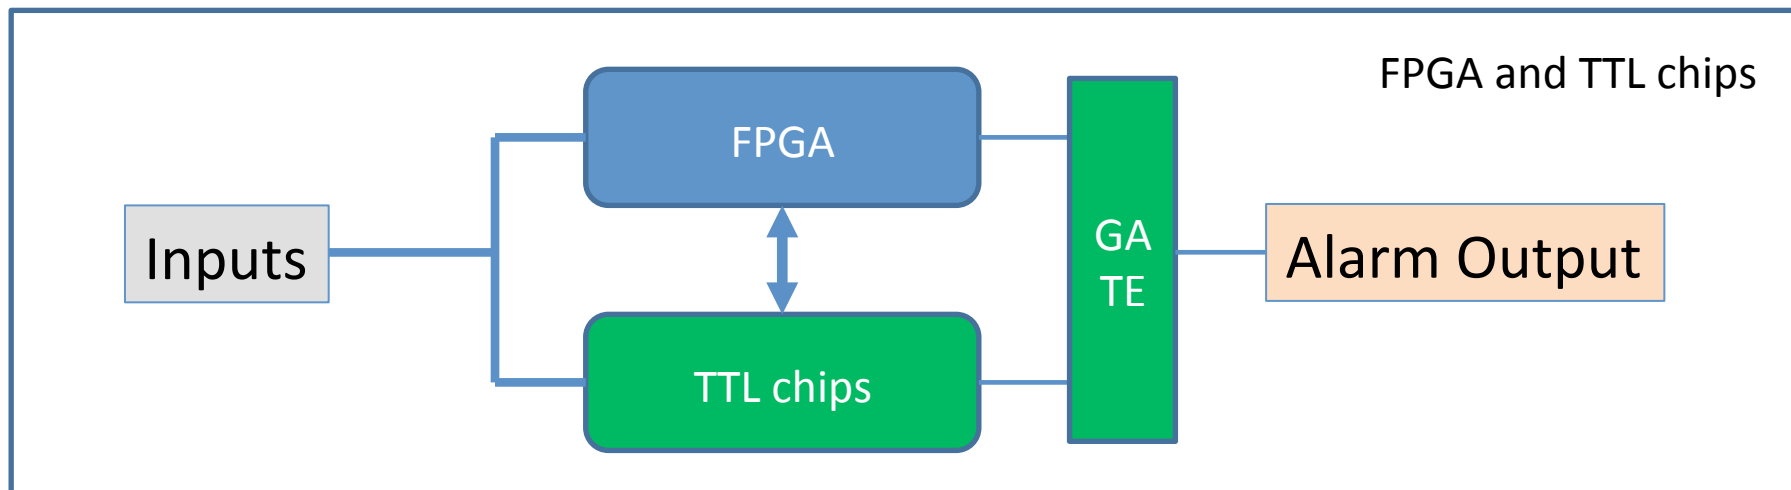 FPGA and TTL chips
FPGA
Inputs
GA
TE
Alarm Output
TTL chips